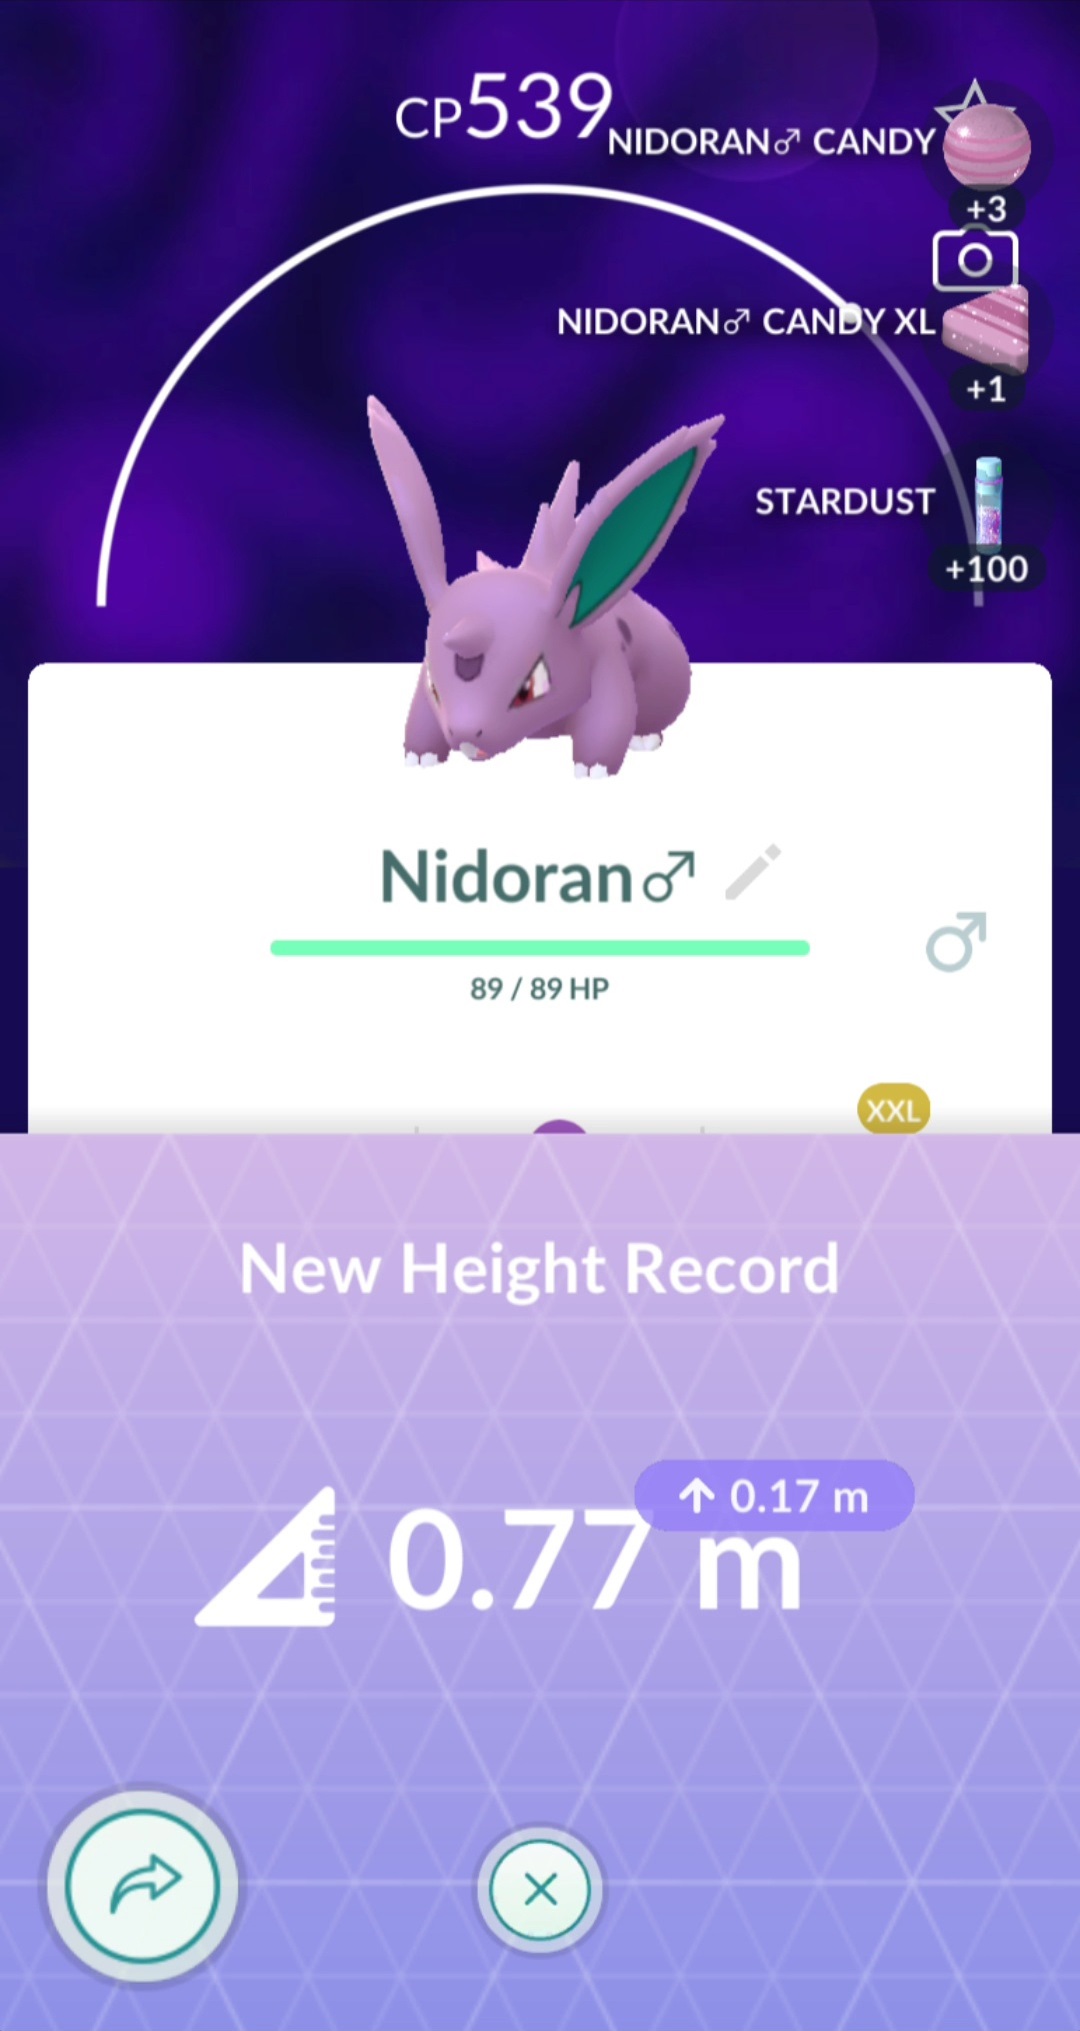 CP539
NIDORAN♂ CANDY
+3
NIDORAN♂ CANDY XL
+1
STARDUST
+100
Nidoran♂
89 / 89 HP
XXL
New Height Record
↑ 0.17 m
0.77 m